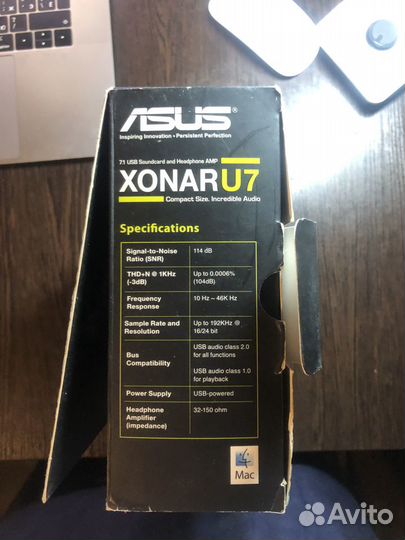 ASUS®
Inspiring Innovation • Persistent Perfection
7.1 USB Soundcard and Headphone AMP
XONAR U7
Compact Size. Incredible Audio
Specifications
Signal-to-Noise Ratio (SNR) 114 dB
THD+N @ 1KHz Up to 0.0006%
(-3dB) (104dB)
Frequency Response 10 Hz ~ 46K Hz
Sample Rate and Up to 192KHz @
Resolution 16/24 bit
Bus Compatibility
USB audio class 2.0
for all functions
USB audio class 1.0
for playback
Power Supply USB-powered
Headphone Amplifier (impedance) 32-150 ohm
Mac
Avito